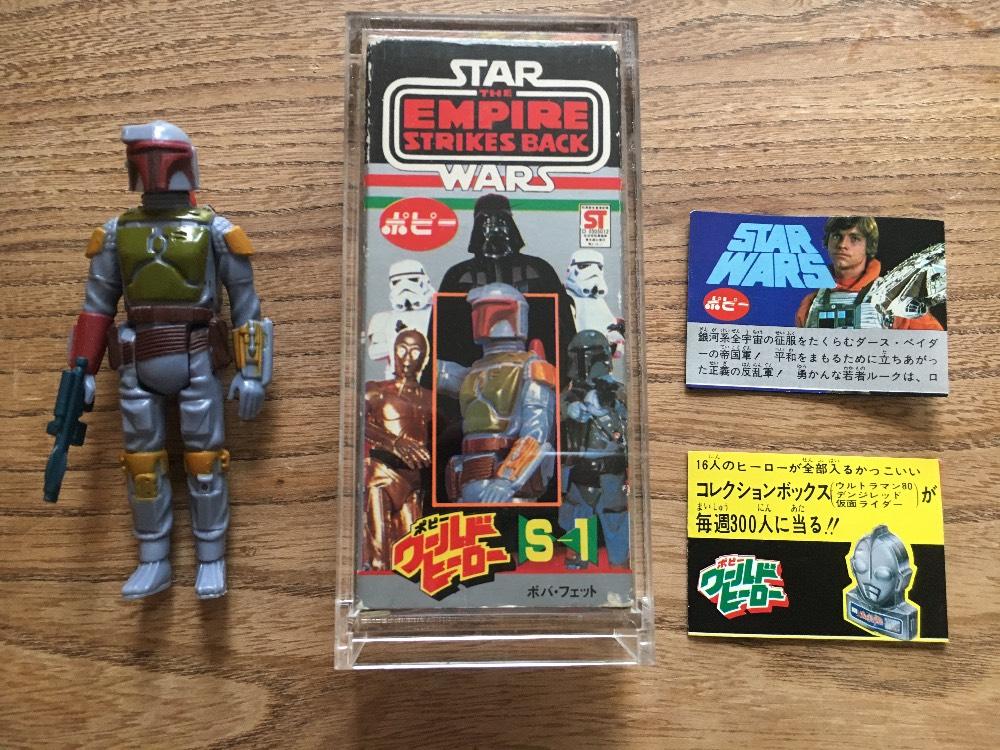 STAR
THE
EMPIRE
STRIKES BACK
WARS
ポピー
ST
ポピー
ワールド
ヒーロー
S-1
ボバ・フェット
STAR
WARS
ポピー
銀河系全宇宙の征服をたくらむダース・ベイダ
ーの帝国軍! 平和をまもるために立ちあがっ
た正義の反乱軍! 勇かんな若者ルークは、ロ
16人のヒーローが全部入るかっこいい
コレクションボックス(ウルトラマン80
デンジレッド
仮面ライダー)が
毎週300人に当る!!
ポピー
ワールド
ヒーロー